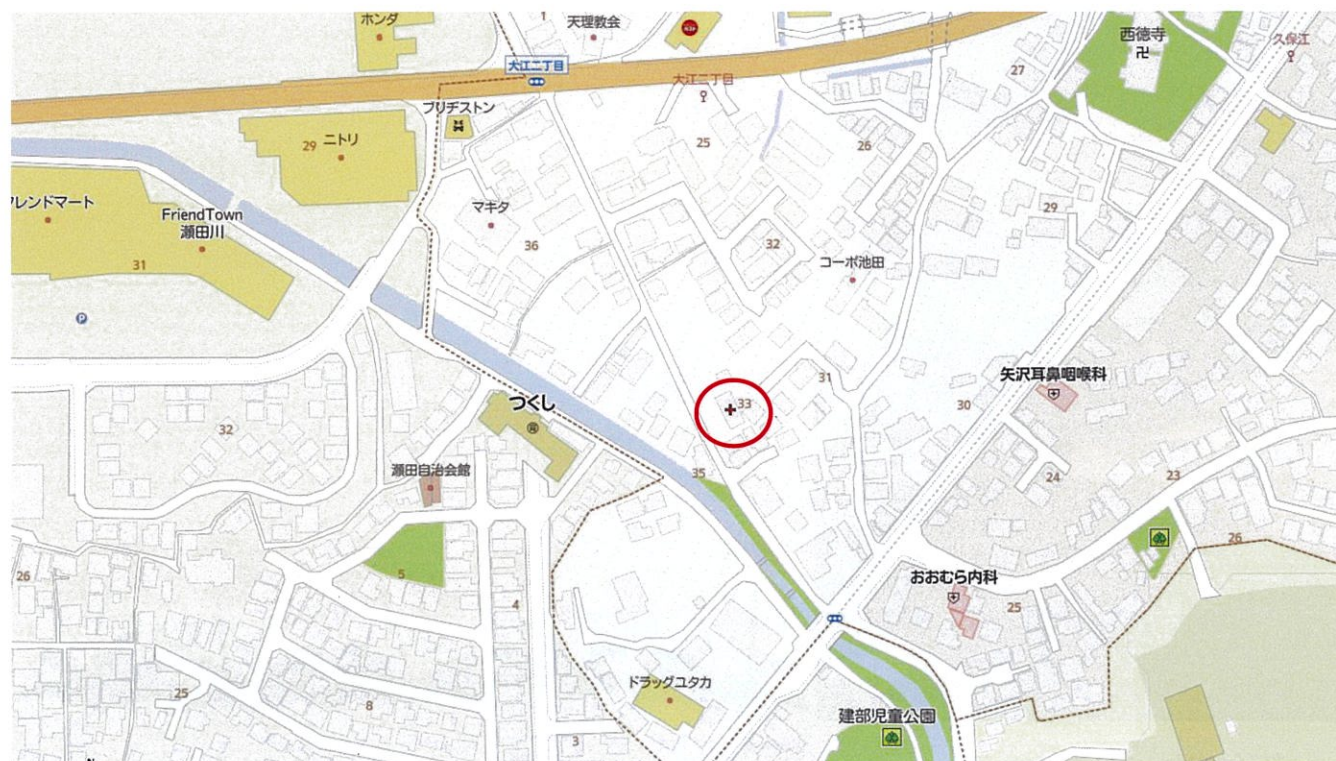 ホンダ
1
天理教会
ガスト
西徳寺
卍
久保江
大江二丁目
大江二丁目
27
ブリヂストン
ニトリ
29
25
26
レンドマート
FriendTown
瀬田川
31
マキタ
36
32
29
コーポ池田
P
33
31
矢沢耳鼻咽喉科
30
つくし
32
瀬田自治会館
35
24
23
26
5
26
4
おおむら内科
25
ドラッグユタカ
25
8
3
建部児童公園